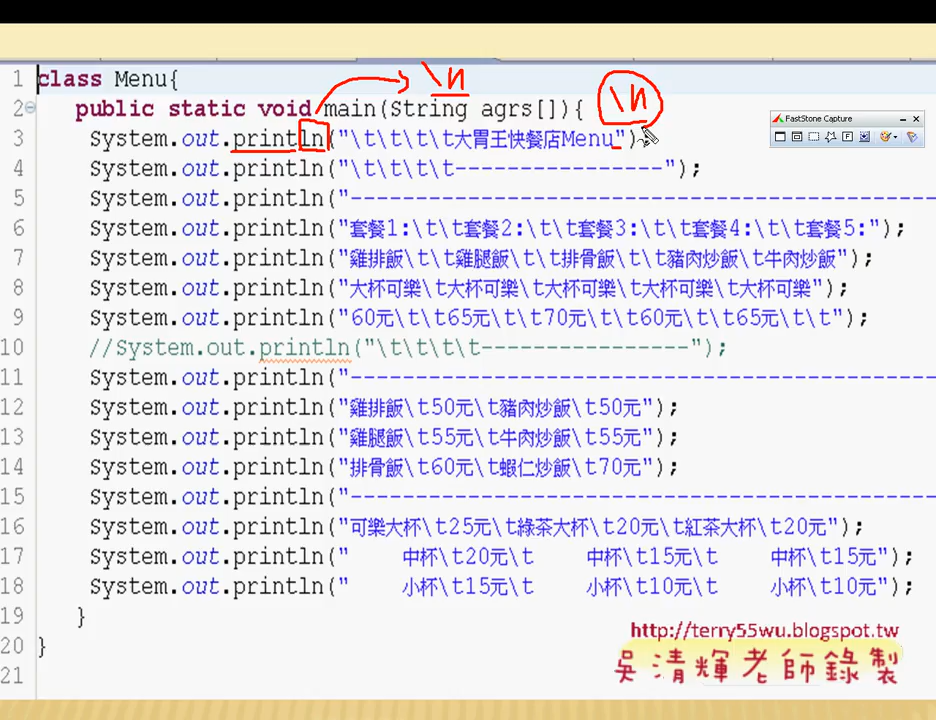 \n
\n
FastStone Capture
1 class Menu{
2 public static void main(String agrs[]){
3 System.out.println("\t\t\t\t大胃王快餐店Menu");
4 System.out.println("\t\t\t\t----------------");
5 System.out.println("---------------------------------------------
6 System.out.println("套餐1:\t\t套餐2:\t\t套餐3:\t\t套餐4:\t\t套餐5:");
7 System.out.println("雞排飯\t\t雞腿飯\t\t排骨飯\t\t豬肉炒飯\t牛肉炒飯");
8 System.out.println("大杯可樂\t大杯可樂\t大杯可樂\t大杯可樂\t大杯可樂");
9 System.out.println("60元\t\t65元\t\t70元\t\t60元\t\t65元\t\t");
10 //System.out.println("\t\t\t\t----------------");
11 System.out.println("---------------------------------------------
12 System.out.println("雞排飯\t50元\t豬肉炒飯\t50元");
13 System.out.println("雞腿飯\t55元\t牛肉炒飯\t55元");
14 System.out.println("排骨飯\t60元\t蝦仁炒飯\t70元");
15 System.out.println("---------------------------------------------
16 System.out.println("可樂大杯\t25元\t綠茶大杯\t20元\t紅茶大杯\t20元");
17 System.out.println("    中杯\t20元\t    中杯\t15元\t    中杯\t15元");
18 System.out.println("    小杯\t15元\t    小杯\t10元\t    小杯\t10元");
19 }
20 }
21
http://terry55wu.blogspot.tw
吳清輝老師錄製